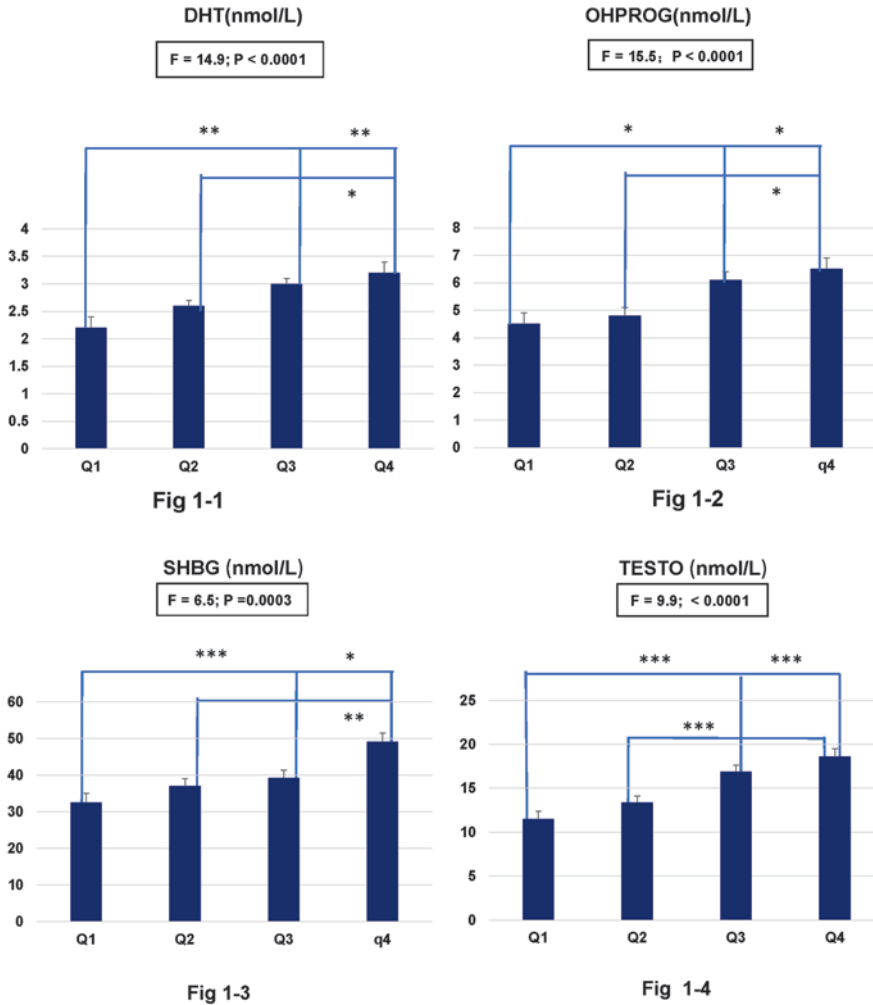 DHT(nmol/L)
F = 14.9; P < 0.0001
** **
*
4
3.5
3
2.5
2
1.5
1
0.5
0
Q1 Q2 Q3 Q4
Fig 1-1
OHPROG(nmol/L)
F = 15.5; P < 0.0001
* *
*
8
7
6
5
4
3
2
1
0
Q1 Q2 Q3 q4
Fig 1-2
SHBG (nmol/L)
F = 6.5; P =0.0003
*** *
**
60
50
40
30
20
10
0
Q1 Q2 Q3 q4
Fig 1-3
TESTO (nmol/L)
F = 9.9; < 0.0001
*** ***
***
25
20
15
10
5
0
Q1 Q2 Q3 Q4
Fig 1-4